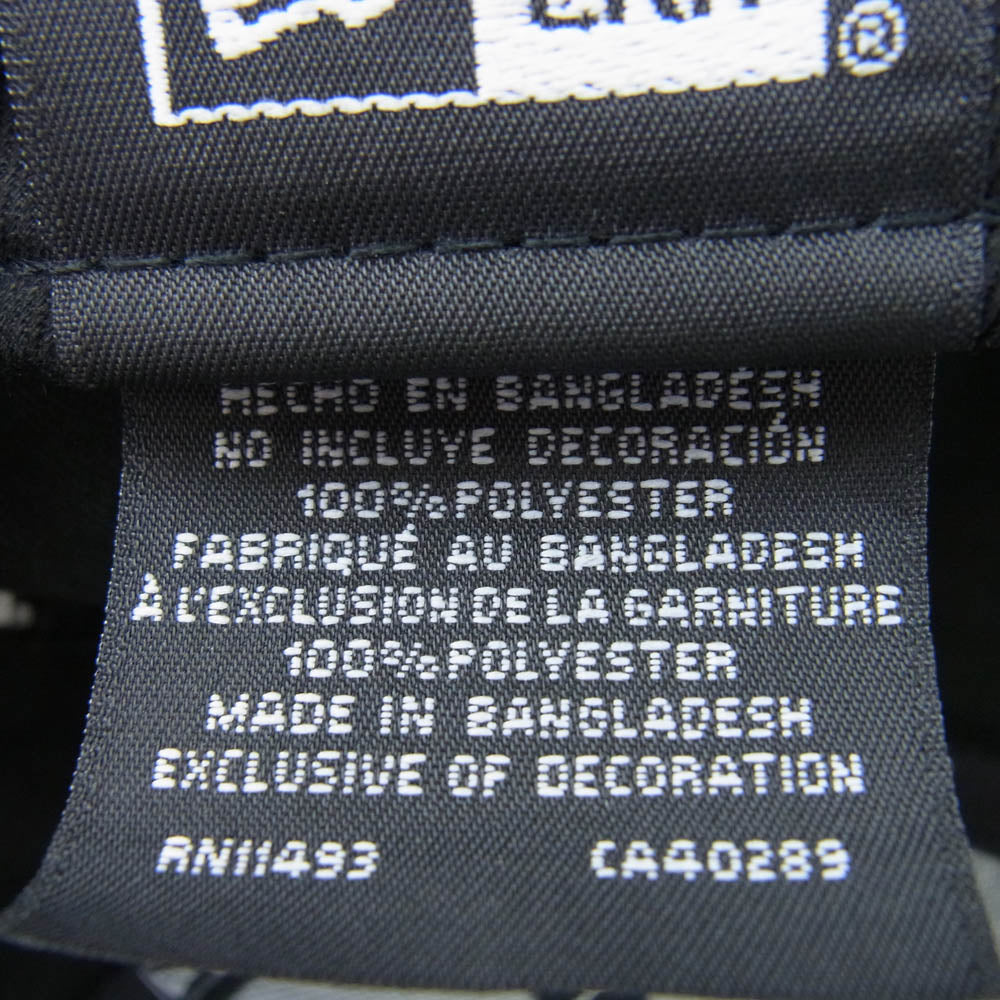 ®
HECHO EN BANGLADESH
NO INCLUYE DECORACIÓN
100% POLYESTER
FABRIQUÉ AU BANGLADESH
À L'EXCLUSION DE LA GARNITURE
100% POLYESTER
MADE IN BANGLADESH
EXCLUSIVE OF DECORATION
RN11493 CA40289